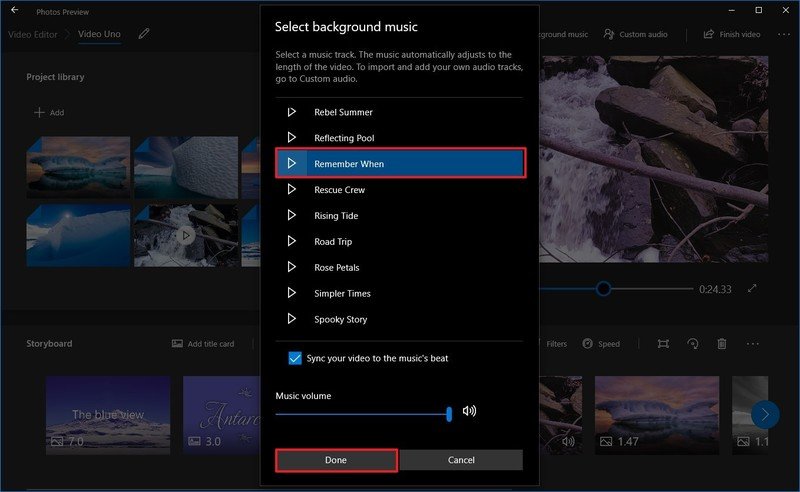 Photos Preview
Video Editor
Video Uno
Select background music
Select a music track. The music automatically adjusts to the
length of the video. To import and add your own audio tracks,
go to Custom audio.
ground music
Custom audio
Finish video
Project library
Add
Rebel Summer
Reflecting Pool
Remember When
Rescue Crew
Rising Tide
Road Trip
Rose Petals
Simpler Times
Spooky Story
0:24.33
Storyboard
Add title card
Filters
Speed
Sync your video to the music's beat
Music volume
The blue view
7.0
Antarc
3.0
1.47
1.1
Done
Cancel